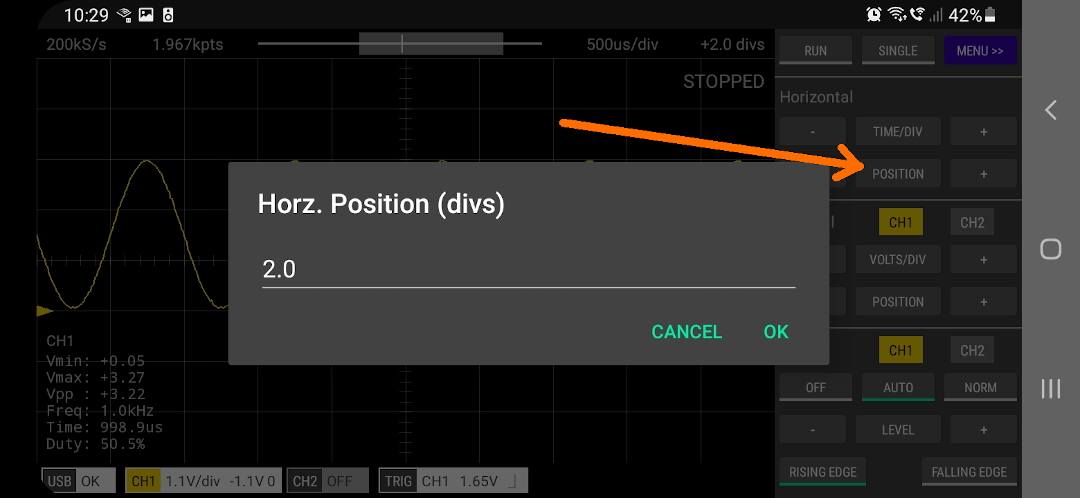 10:29
42%
200kS/s 1.967kpts 500us/div +2.0 divs
RUN SINGLE MENU >>
STOPPED
Horizontal
- TIME/DIV +
POSITION +
Horz. Position (divs)
2.0
CANCEL OK
l CH1 CH2
VOLTS/DIV +
POSITION +
CH1 CH2
OFF AUTO NORM
- LEVEL +
RISING EDGE FALLING EDGE
CH1
Vmin: +0.05
Vmax: +3.27
Vpp : +3.22
Freq: 1.0kHz
Time: 998.9us
Duty: 50.5%
USB OK CH1 1.1V/div -1.1V 0 CH2 OFF TRIG CH1 1.65V